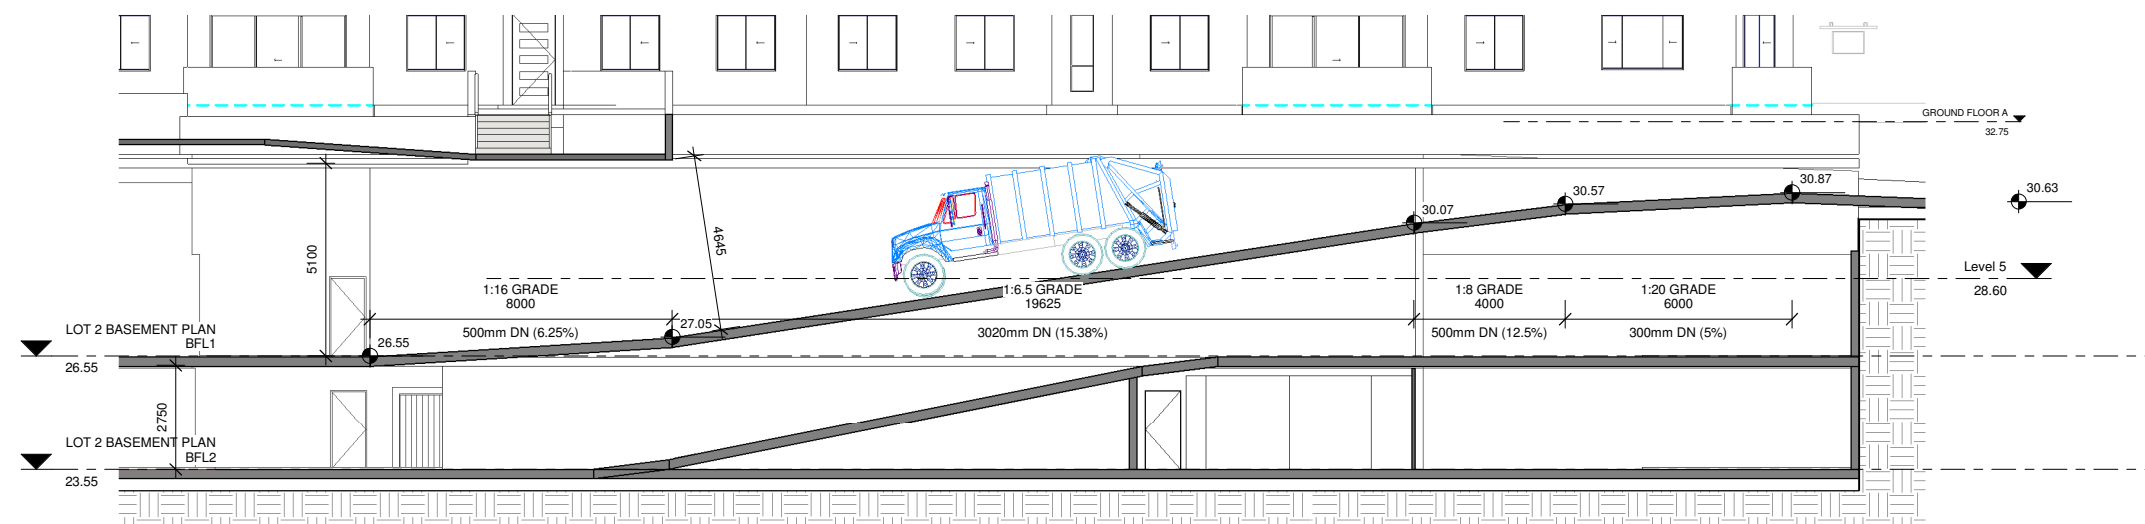 GROUND FLOOR A
32.75
30.87
30.57
30.63
30.07
4645
5100
Level 5
28.60
1:16 GRADE
8000
1:6.5 GRADE
19625
1:8 GRADE
4000
1:20 GRADE
6000
LOT 2 BASEMENT PLAN
BFL1
26.55
26.55
500mm DN (6.25%)
27.05
3020mm DN (15.38%)
500mm DN (12.5%)
300mm DN (5%)
2750
LOT 2 BASEMENT PLAN
BFL2
23.55